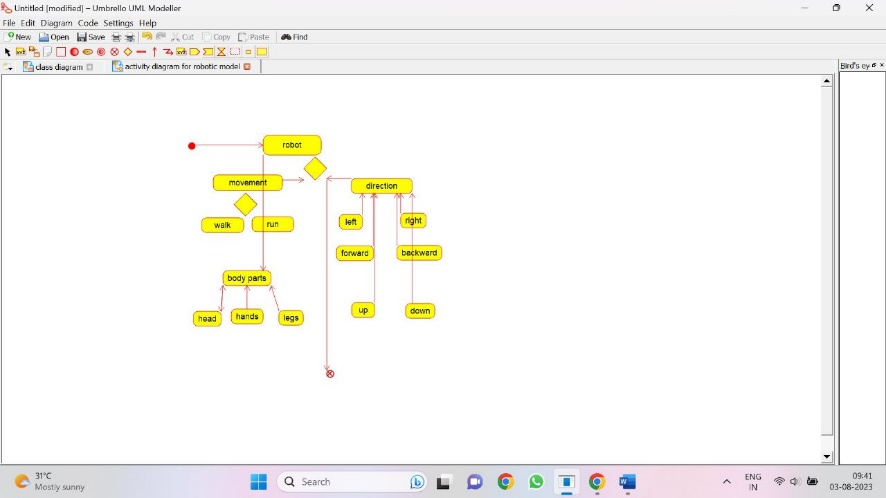 Untitled [modified] – Umbrello UML Modeller
File Edit Diagram Code Settings Help
New Open Save Cut Copy Paste Find
class diagram activity diagram for robotic model Bird's ey
robot
movement direction
walk run left right
forward backward
body parts
head hands legs up down
31°C
Mostly sunny
Search
ENG
IN
09:41
03-08-2023